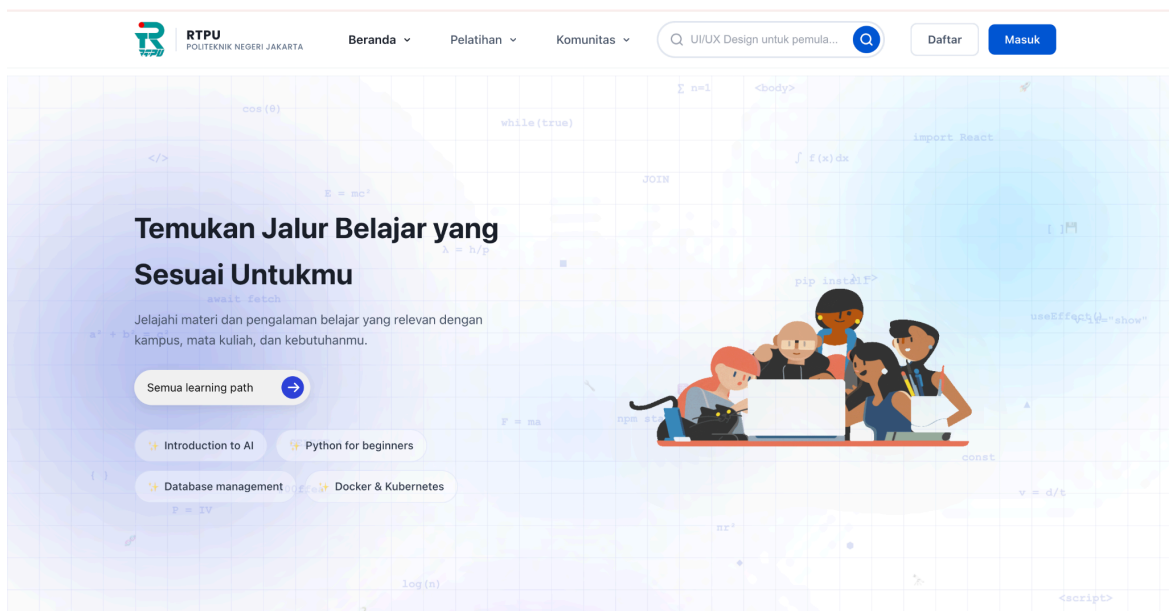 RTPU
POLITEKNIK NEGERI JAKARTA
Beranda
Pelatihan
Komunitas
UI/UX Design untuk pemula...
Daftar
Masuk
∑ n=1
<body>
cos(θ)
while(true)
import React
</>
∫ f(x)dx
JOIN
E = mc²
Temukan Jalur Belajar yang
λ = h/p
[ ]
Sesuai Untukmu
pip install
await fetch
Jelajahi materi dan pengalaman belajar yang relevan dengan
kampus, mata kuliah, dan kebutuhanmu.
Semua learning path
F = ma
Introduction to AI
Python for beginners
const
( )
Database management
Docker & Kubernetes
v = d/t
P = IV
πr²
log(n)
<script>